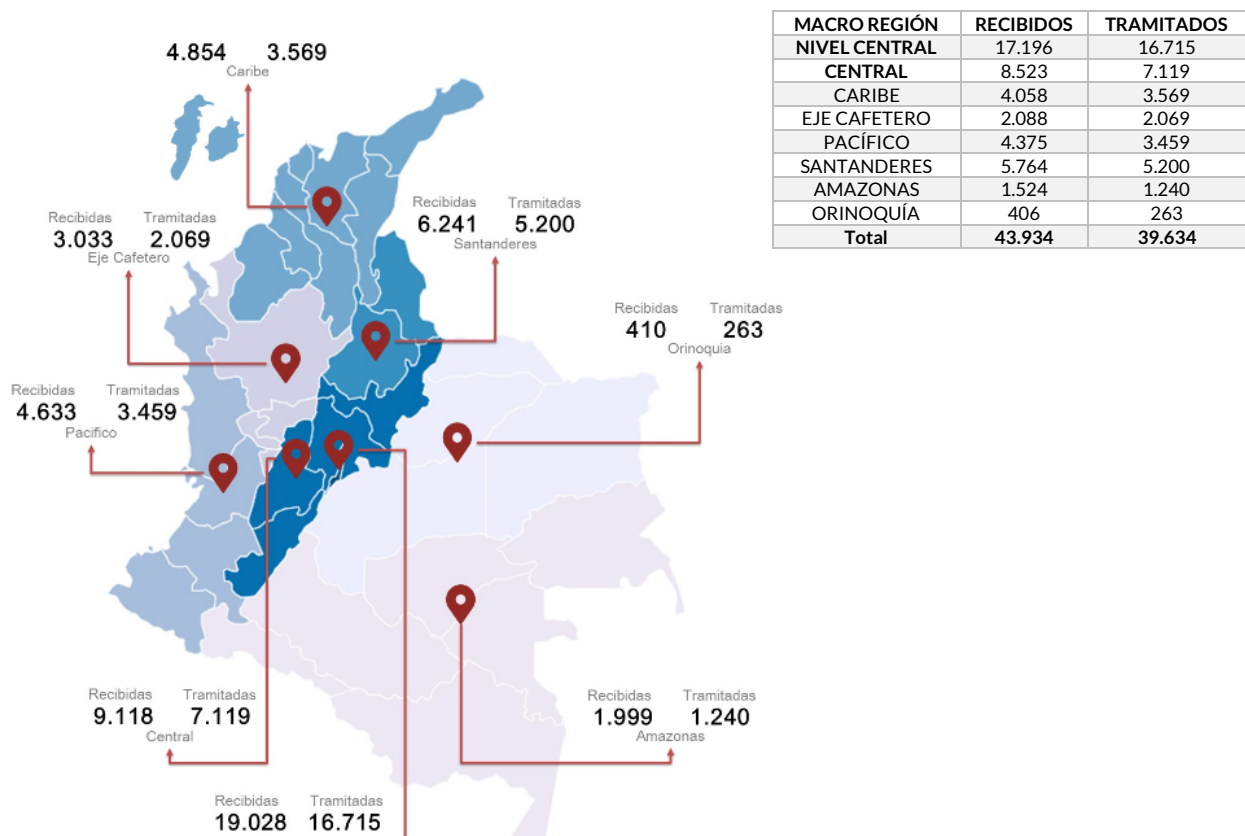 4.854 3.569
Caribe
Recibidas Tramitadas
6.241 5.200
Santanderes
Recibidas Tramitadas
3.033 2.069
Eje Cafetero
Recibidas Tramitadas
410 263
Orinoquia
Recibidas Tramitadas
4.633 3.459
Pacifico
Recibidas Tramitadas
9.118 7.119
Central
Recibidas Tramitadas
1.999 1.240
Amazonas
Recibidas Tramitadas
19.028 16.715
MACRO REGIÓN RECIBIDOS TRAMITADOS
NIVEL CENTRAL 17.196 16.715
CENTRAL 8.523 7.119
CARIBE 4.058 3.569
EJE CAFETERO 2.088 2.069
PACÍFICO 4.375 3.459
SANTANDERES 5.764 5.200
AMAZONAS 1.524 1.240
ORINOQUÍA 406 263
Total 43.934 39.634